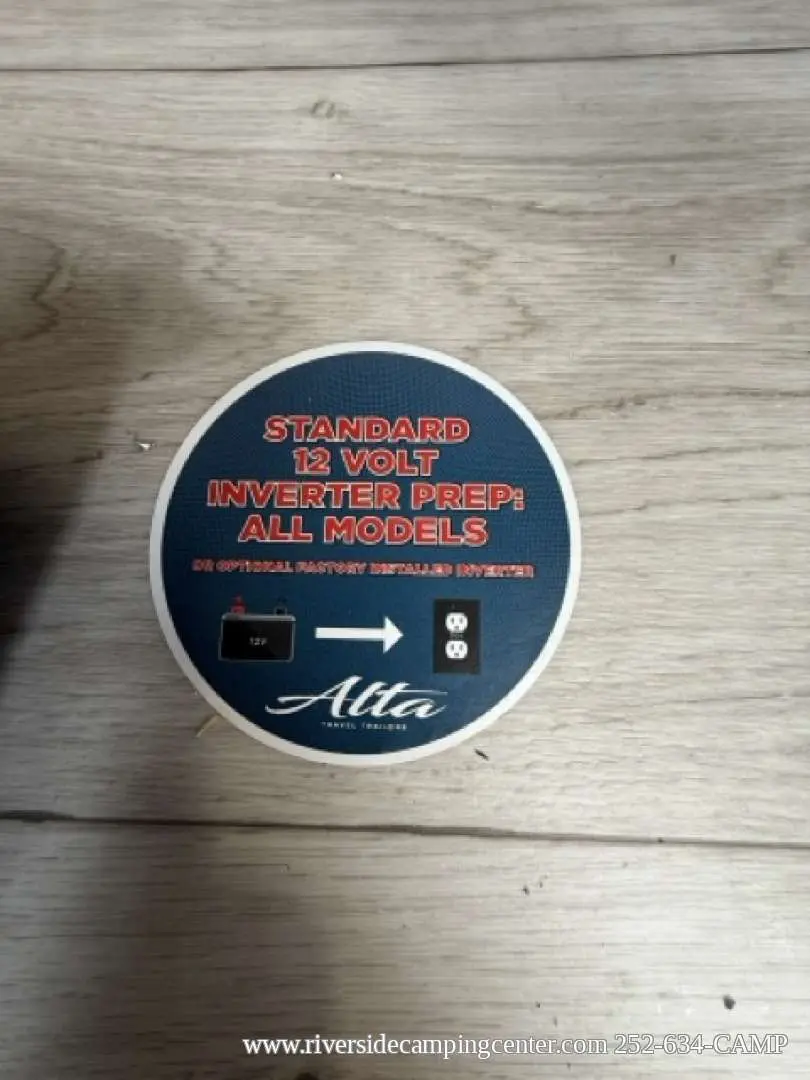 STANDARD
12 VOLT
INVERTER PREP:
ALL MODELS
OR OPTIONAL FACTORY INSTALLED INVERTER
12V
Alta
TRAVEL TRAILERS
www.riversidecampingcenter.com 252-634-CAMP